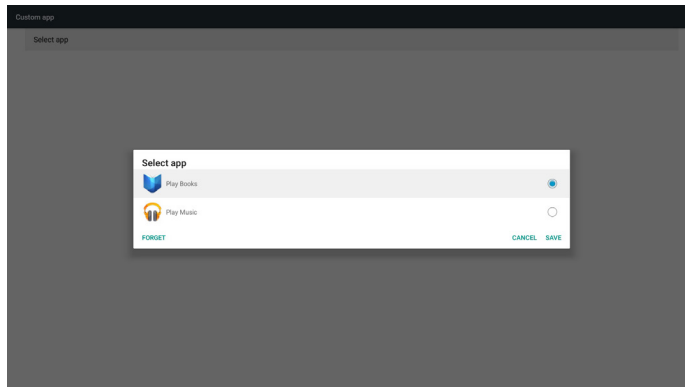 Custom app
Select app
Select app
Play Books
Play Music
FORGET CANCEL SAVE